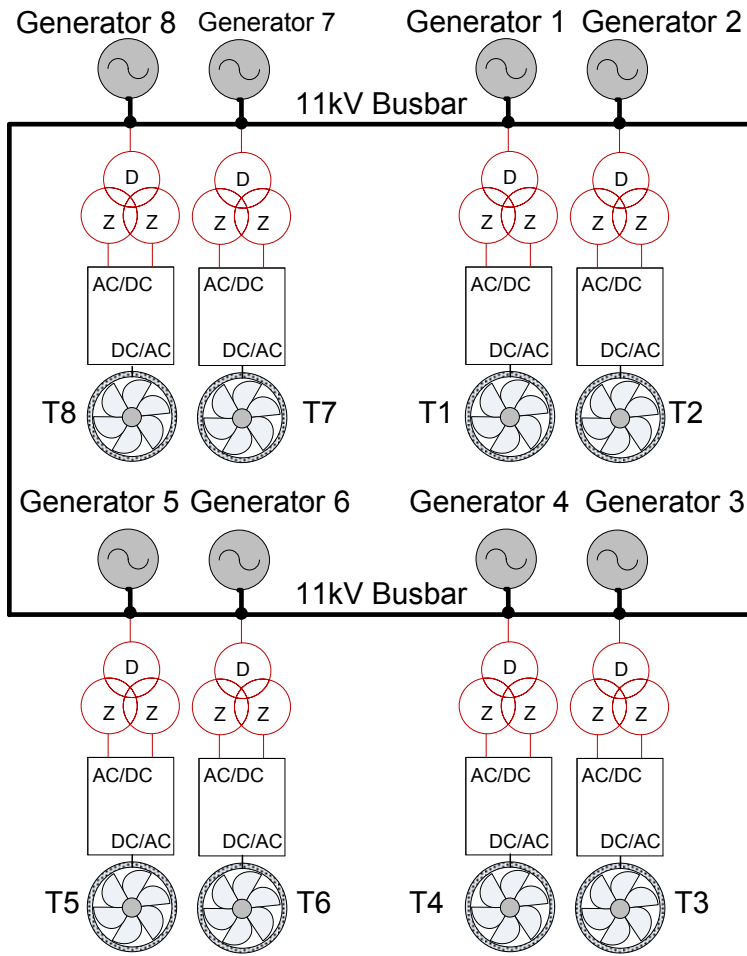 Generator 8 Generator 7 Generator 1 Generator 2
11kV Busbar
D D D D
Z Z Z Z Z Z Z Z
AC/DC AC/DC AC/DC AC/DC
DC/AC DC/AC DC/AC DC/AC
T8 T7 T1 T2
Generator 5 Generator 6 Generator 4 Generator 3
11kV Busbar
D D D D
Z Z Z Z Z Z Z Z
AC/DC AC/DC AC/DC AC/DC
DC/AC DC/AC DC/AC DC/AC
T5 T6 T4 T3